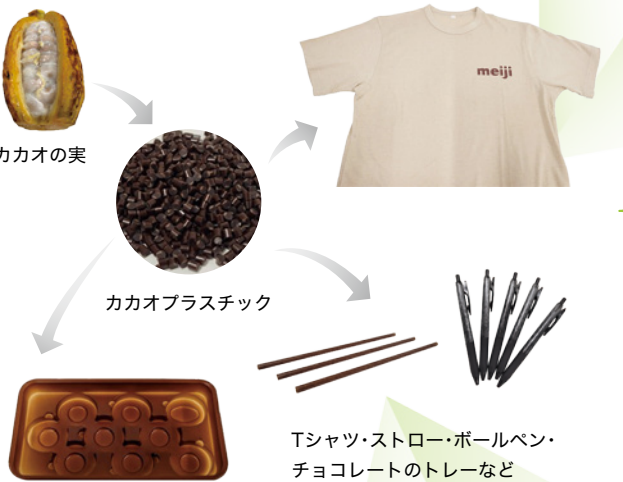 meiji
カカオの実
カカオプラスチック
Tシャツ・ストロー・ボールペン・
チョコレートのトレーなど